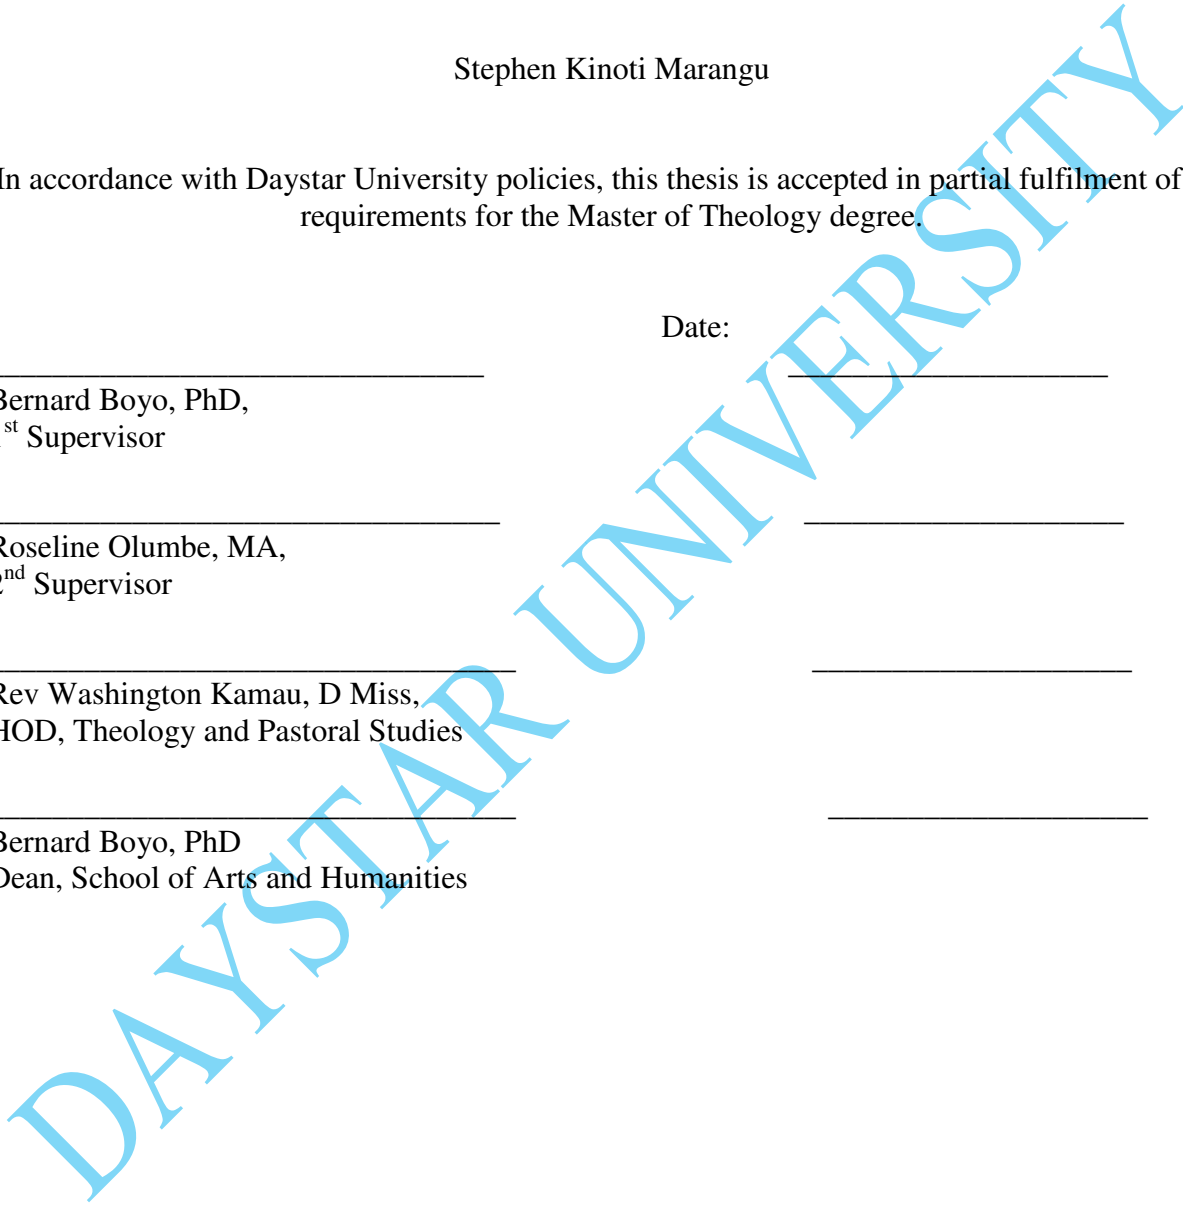 Stephen Kinoti Marangu
In accordance with Daystar University policies, this thesis is accepted in partial fulfilment of
requirements for the Master of Theology degree.
Date:
Bernard Boyo, PhD,
1st Supervisor
Roseline Olumbe, MA,
2nd Supervisor
Rev Washington Kamau, D Miss,
HOD, Theology and Pastoral Studies
Bernard Boyo, PhD
Dean, School of Arts and Humanities
DAYSTAR UNIVERSITY